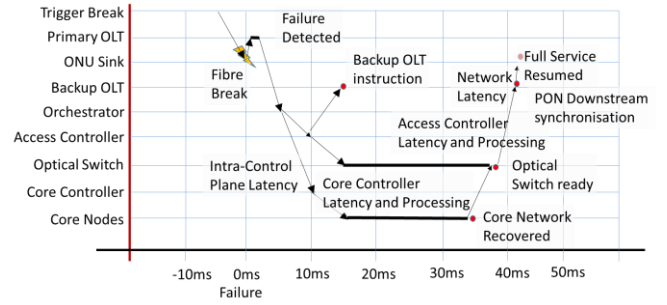 Trigger Break
Primary OLT
ONU Sink
Backup OLT
Orchestrator
Access Controller
Optical Switch
Core Controller
Core Nodes
Failure
Detected
Fibre
Break
Backup OLT
instruction
Full Service
Resumed
Network
Latency
PON Downstream
synchronisation
Access Controller
Latency and Processing
Intra-Control
Plane Latency
Core Controller
Latency and Processing
Optical
Switch ready
Core Network
Recovered
-10ms
0ms
10ms
20ms
30ms
40ms
50ms
Failure